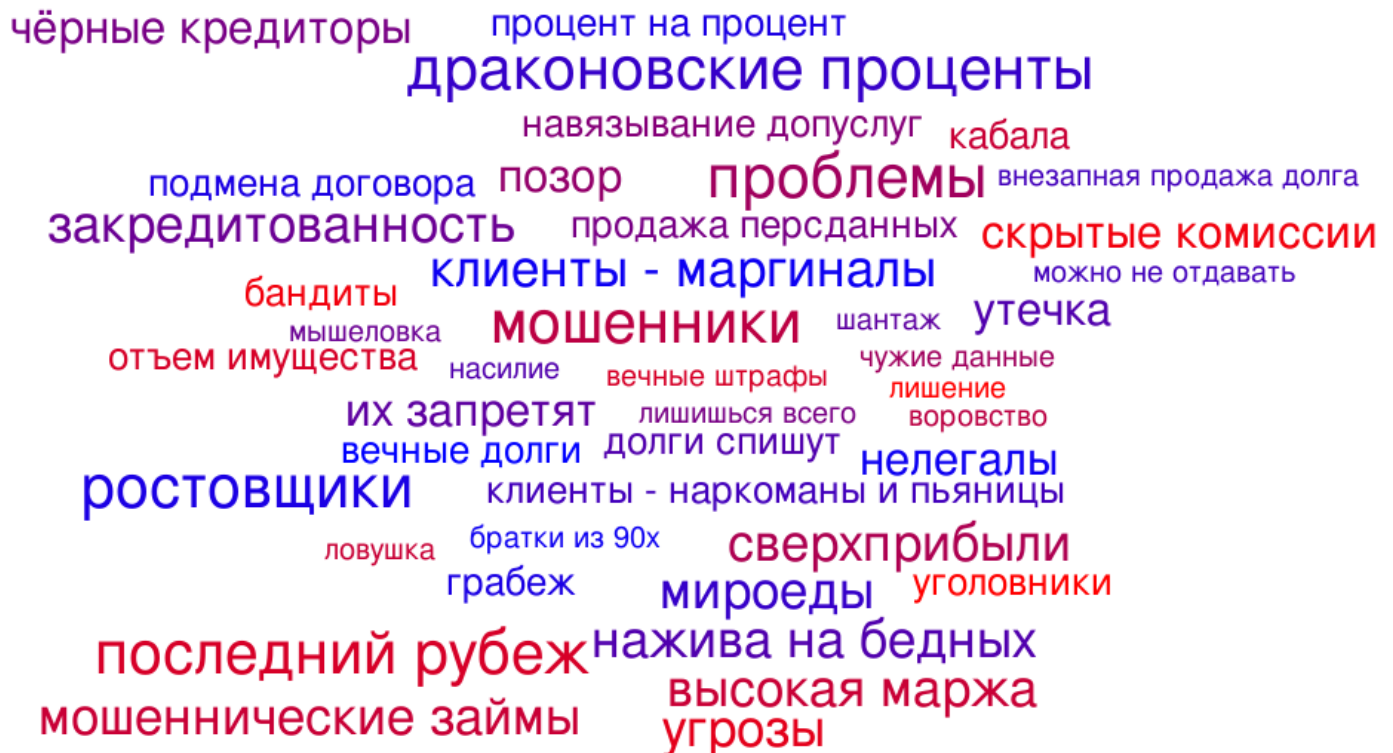 чёрные кредиторы
процент на процент
драконовские проценты
навязывание допуслуг
кабала
подмена договора
позор
проблемы
внезапная продажа долга
закредитованность
продажа персданных
скрытые комиссии
клиенты - маргиналы
можно не отдавать
бандиты
мышеловка
мошенники
шантаж
утечка
отъем имущества
насилие
вечные штрафы
чужие данные
лишение
их запретят
лишишься всего
воровство
вечные долги
долги спишут
нелегалы
ростовщики
клиенты - наркоманы и пьяницы
ловушка
братки из 90х
сверхприбыли
грабеж
мироеды
уголовники
последний рубеж
нажива на бедных
высокая маржа
мошеннические займы
угрозы